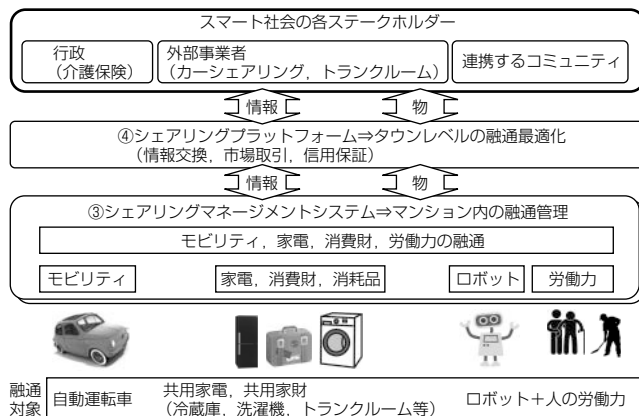 スマート社会の各ステークホルダー
行政
(介護保険)
外部事業者
(カーシェアリング,トランクルーム)
連携するコミュニティ
情報
物
④シェアリングプラットフォーム⇒タウンレベルの融通最適化
(情報交換,市場取引,信用保証)
情報
物
③シェアリングマネージメントシステム⇒マンション内の融通管理
モビリティ,家電,消費財,労働力の融通
モビリティ
家電,消費財,消耗品
ロボット
労働力
融通
対象
自動運転車
共用家電,共用家財
(冷蔵庫,洗濯機,トランクルーム等)
ロボット+人の労働力